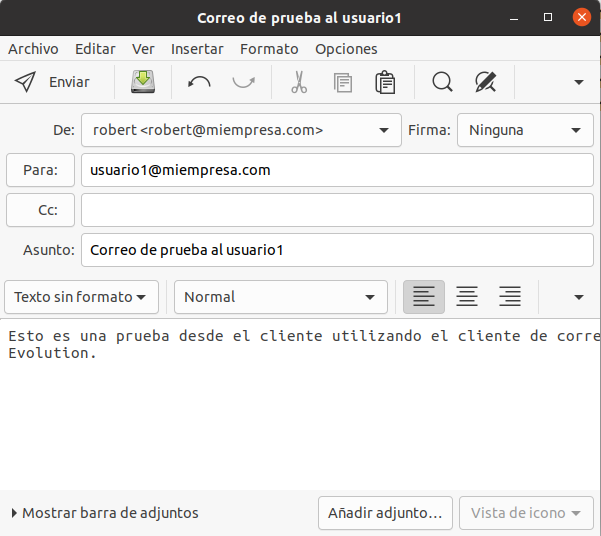 Correo de prueba al usuario1
Archivo Editar Ver Insertar Formato Opciones
Enviar
De: robert <robert@miempresa.com> Firma: Ninguna
Para: usuario1@miempresa.com
Cc:
Asunto: Correo de prueba al usuario1
Texto sin formato Normal
Esto es una prueba desde el cliente utilizando el cliente de corre
Evolution.
Mostrar barra de adjuntos Añadir adjunto... Vista de icono